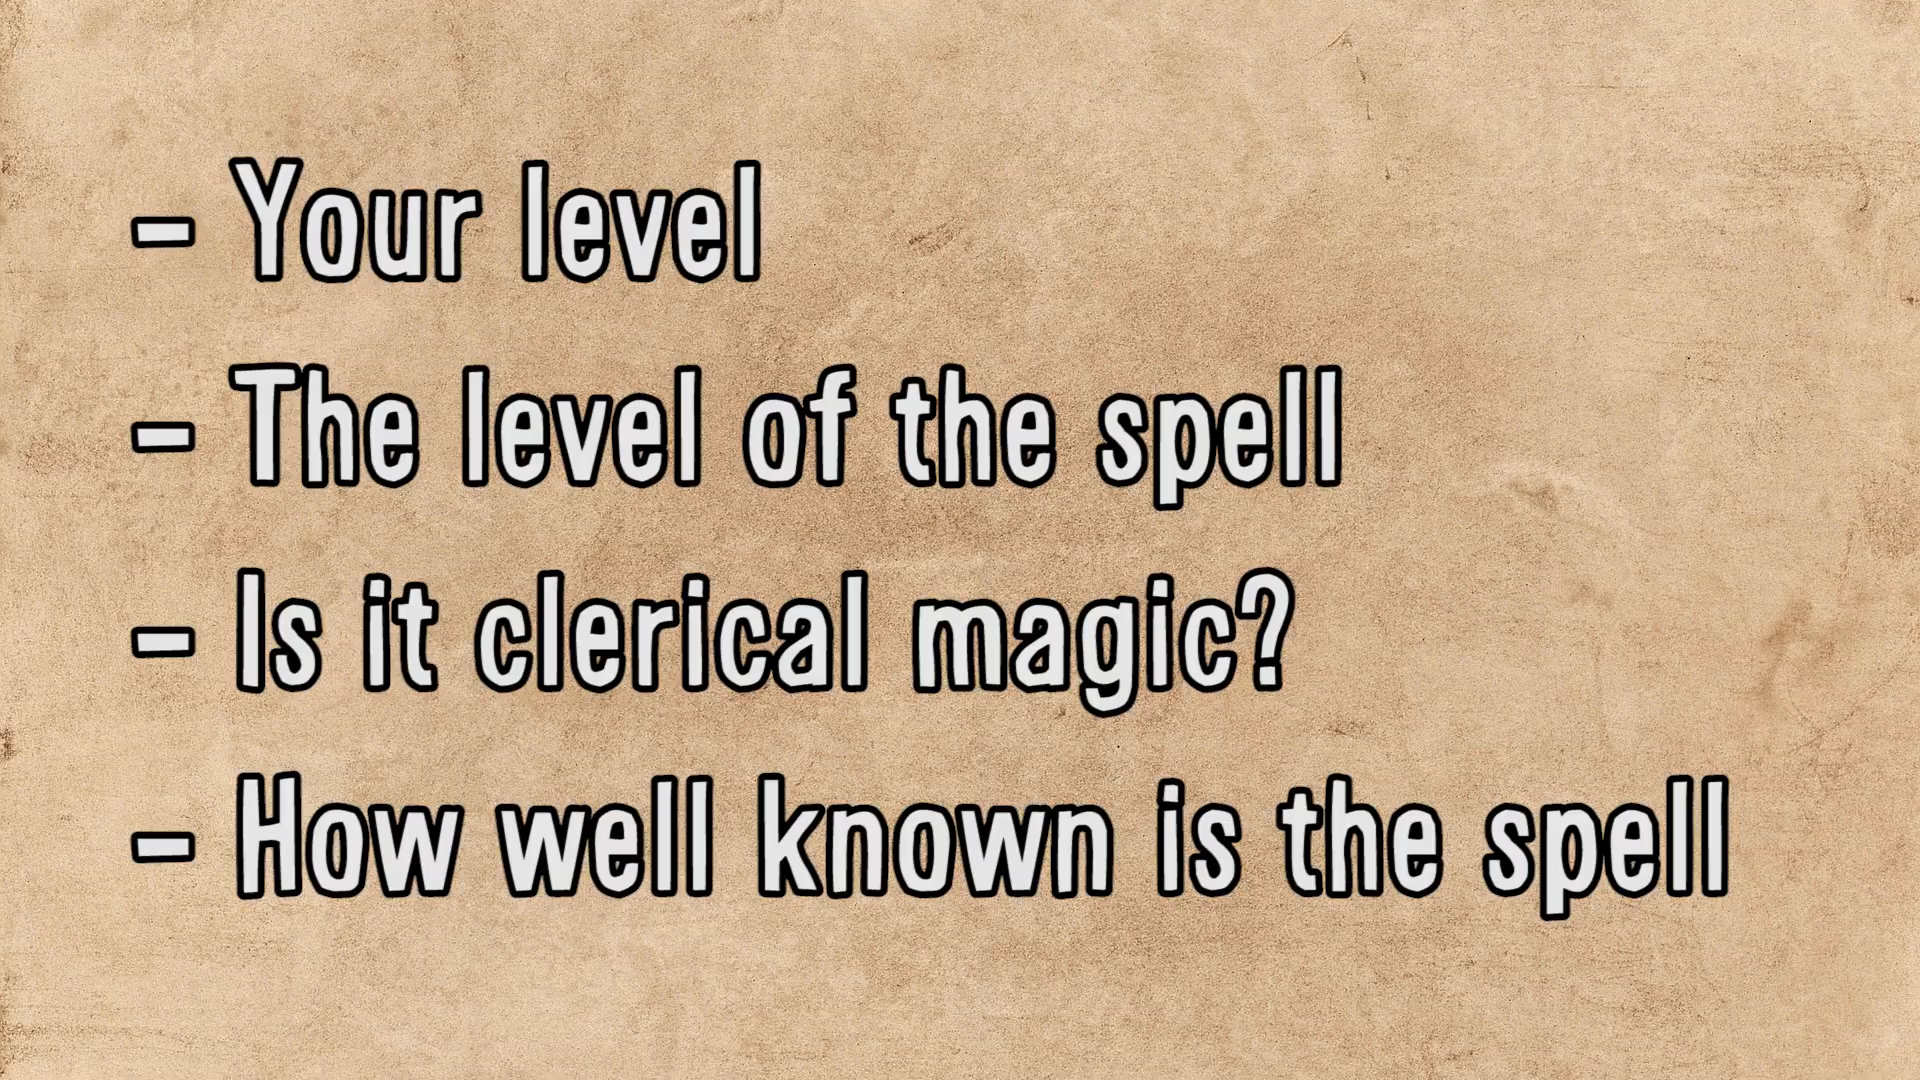 - Your level
- The level of the spell
- Is it clerical magic?
- How well known is the spell